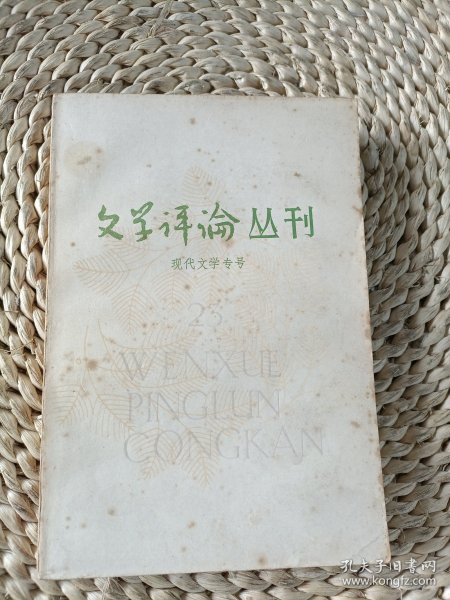 文学评论丛刊
现代文学专号
23
WENXUE
PINGLUN
CONGKAN
孔夫子旧书网
www.kongfz.com